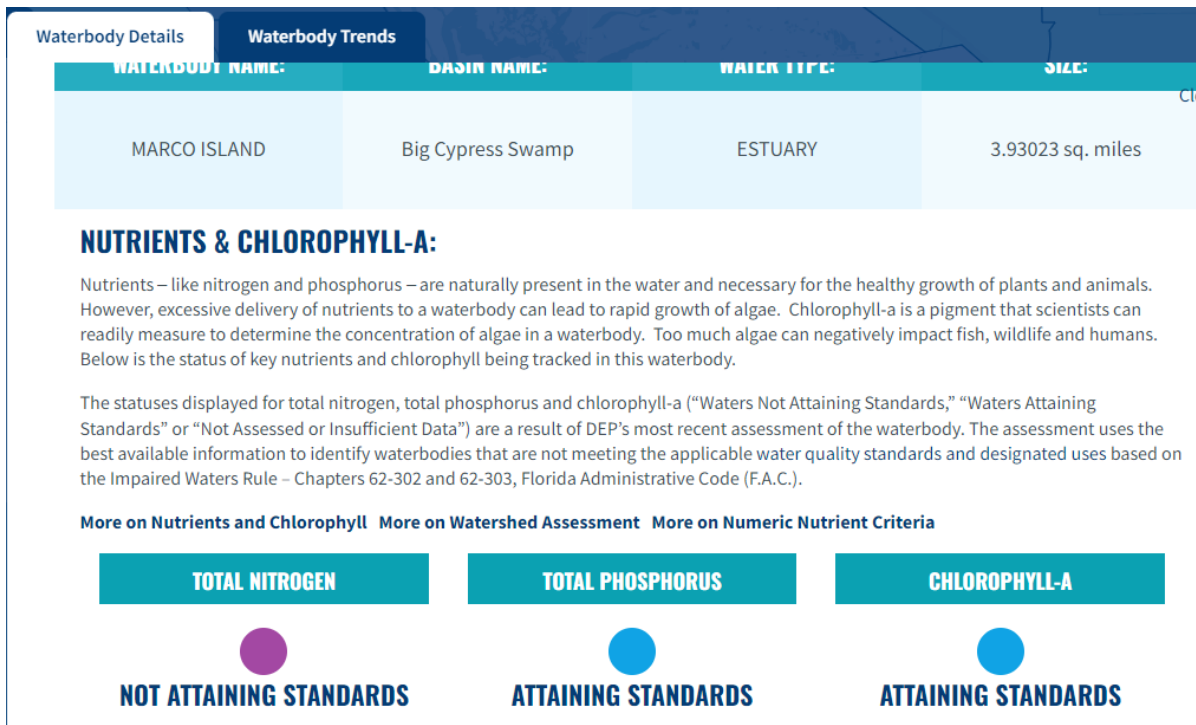 Waterbody Details Waterbody Trends
WATERBODY NAME: BASIN NAME: WATER TYPE: SIZE:
MARCO ISLAND Big Cypress Swamp ESTUARY 3.93023 sq. miles
NUTRIENTS & CHLOROPHYLL-A:
Nutrients – like nitrogen and phosphorus – are naturally present in the water and necessary for the healthy growth of plants and animals.
However, excessive delivery of nutrients to a waterbody can lead to rapid growth of algae. Chlorophyll-a is a pigment that scientists can
readily measure to determine the concentration of algae in a waterbody. Too much algae can negatively impact fish, wildlife and humans.
Below is the status of key nutrients and chlorophyll being tracked in this waterbody.
The statuses displayed for total nitrogen, total phosphorus and chlorophyll-a (“Waters Not Attaining Standards,” “Waters Attaining
Standards” or “Not Assessed or Insufficient Data”) are a result of DEP’s most recent assessment of the waterbody. The assessment uses the
best available information to identify waterbodies that are not meeting the applicable water quality standards and designated uses based on
the Impaired Waters Rule – Chapters 62-302 and 62-303, Florida Administrative Code (F.A.C.).
More on Nutrients and Chlorophyll More on Watershed Assessment More on Numeric Nutrient Criteria
TOTAL NITROGEN TOTAL PHOSPHORUS CHLOROPHYLL-A
NOT ATTAINING STANDARDS ATTAINING STANDARDS ATTAINING STANDARDS